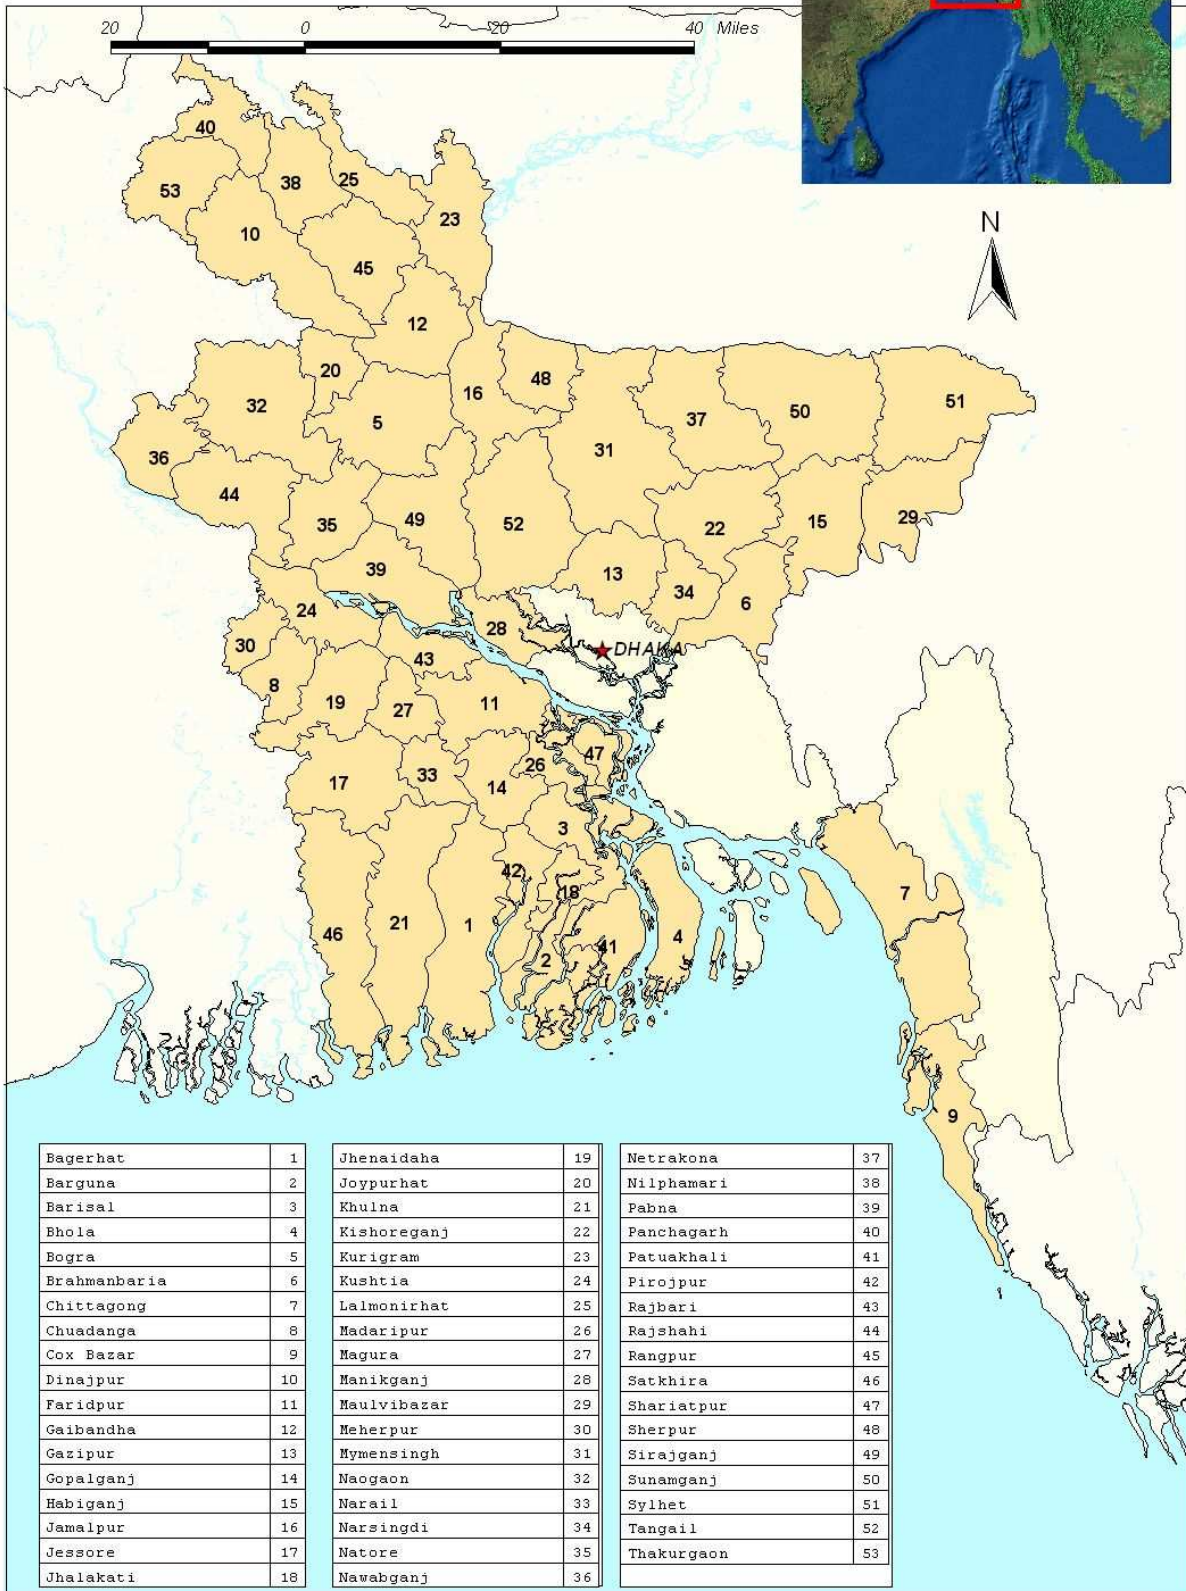 20 0 20 40 Miles
N
40
53
38
25
23
10
45
12
20
32
5
16
48
31
37
50
51
36
44
35
49
52
22
15
29
39
13
34
6
24
28
DHAKA
30
43
8
19
27
11
47
26
17
33
14
3
42
18
7
46
21
1
2
41
4
9
Bagerhat 1
Barguna 2
Barisal 3
Bhola 4
Bogra 5
Brahmanbaria 6
Chittagong 7
Chuadanga 8
Cox Bazar 9
Dinajpur 10
Faridpur 11
Gaibandha 12
Gazipur 13
Gopalganj 14
Habiganj 15
Jamalpur 16
Jessore 17
Jhalakati 18
Jhenaidaha 19
Joypurhat 20
Khulna 21
Kishoreganj 22
Kurigram 23
Kushtia 24
Lalmonirhat 25
Madaripur 26
Magura 27
Manikganj 28
Maulvibazar 29
Meherpur 30
Mymensingh 31
Naogaon 32
Narail 33
Narsingdi 34
Natore 35
Nawabganj 36
Netrakona 37
Nilphamari 38
Pabna 39
Panchagarh 40
Patuakhali 41
Pirojpur 42
Rajbari 43
Rajshahi 44
Rangpur 45
Satkhira 46
Shariatpur 47
Sherpur 48
Sirajganj 49
Sunamganj 50
Sylhet 51
Tangail 52
Thakurgaon 53